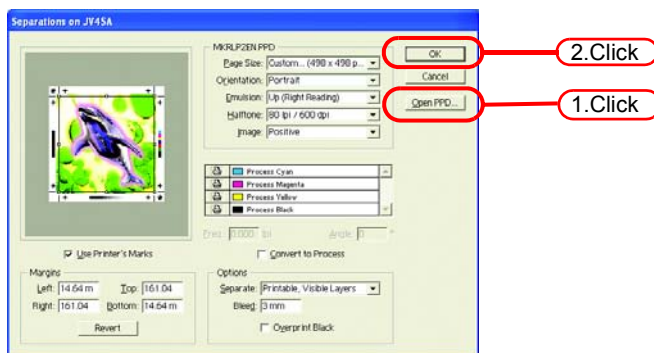 Separations on JV4SA
MKRLP2EN.PPD
Page Size: Custom... (498 x 498 p...
Orientation: Portrait
Emulsion: Up (Right Reading)
Halftone: 80 lpi / 600 dpi
Image: Positive
OK
Cancel
Open PPD...
2.Click
1.Click
Process Cyan
Process Magenta
Process Yellow
Process Black
Freq: 0.000 lpi Angle: 0 °
Use Printer's Marks
Convert to Process
Margins
Left: 14.64 m Top: 161.04
Right: 161.04 Bottom: 14.64 m
Revert
Options
Separate: Printable, Visible Layers
Bleed: 3 mm
Overprint Black